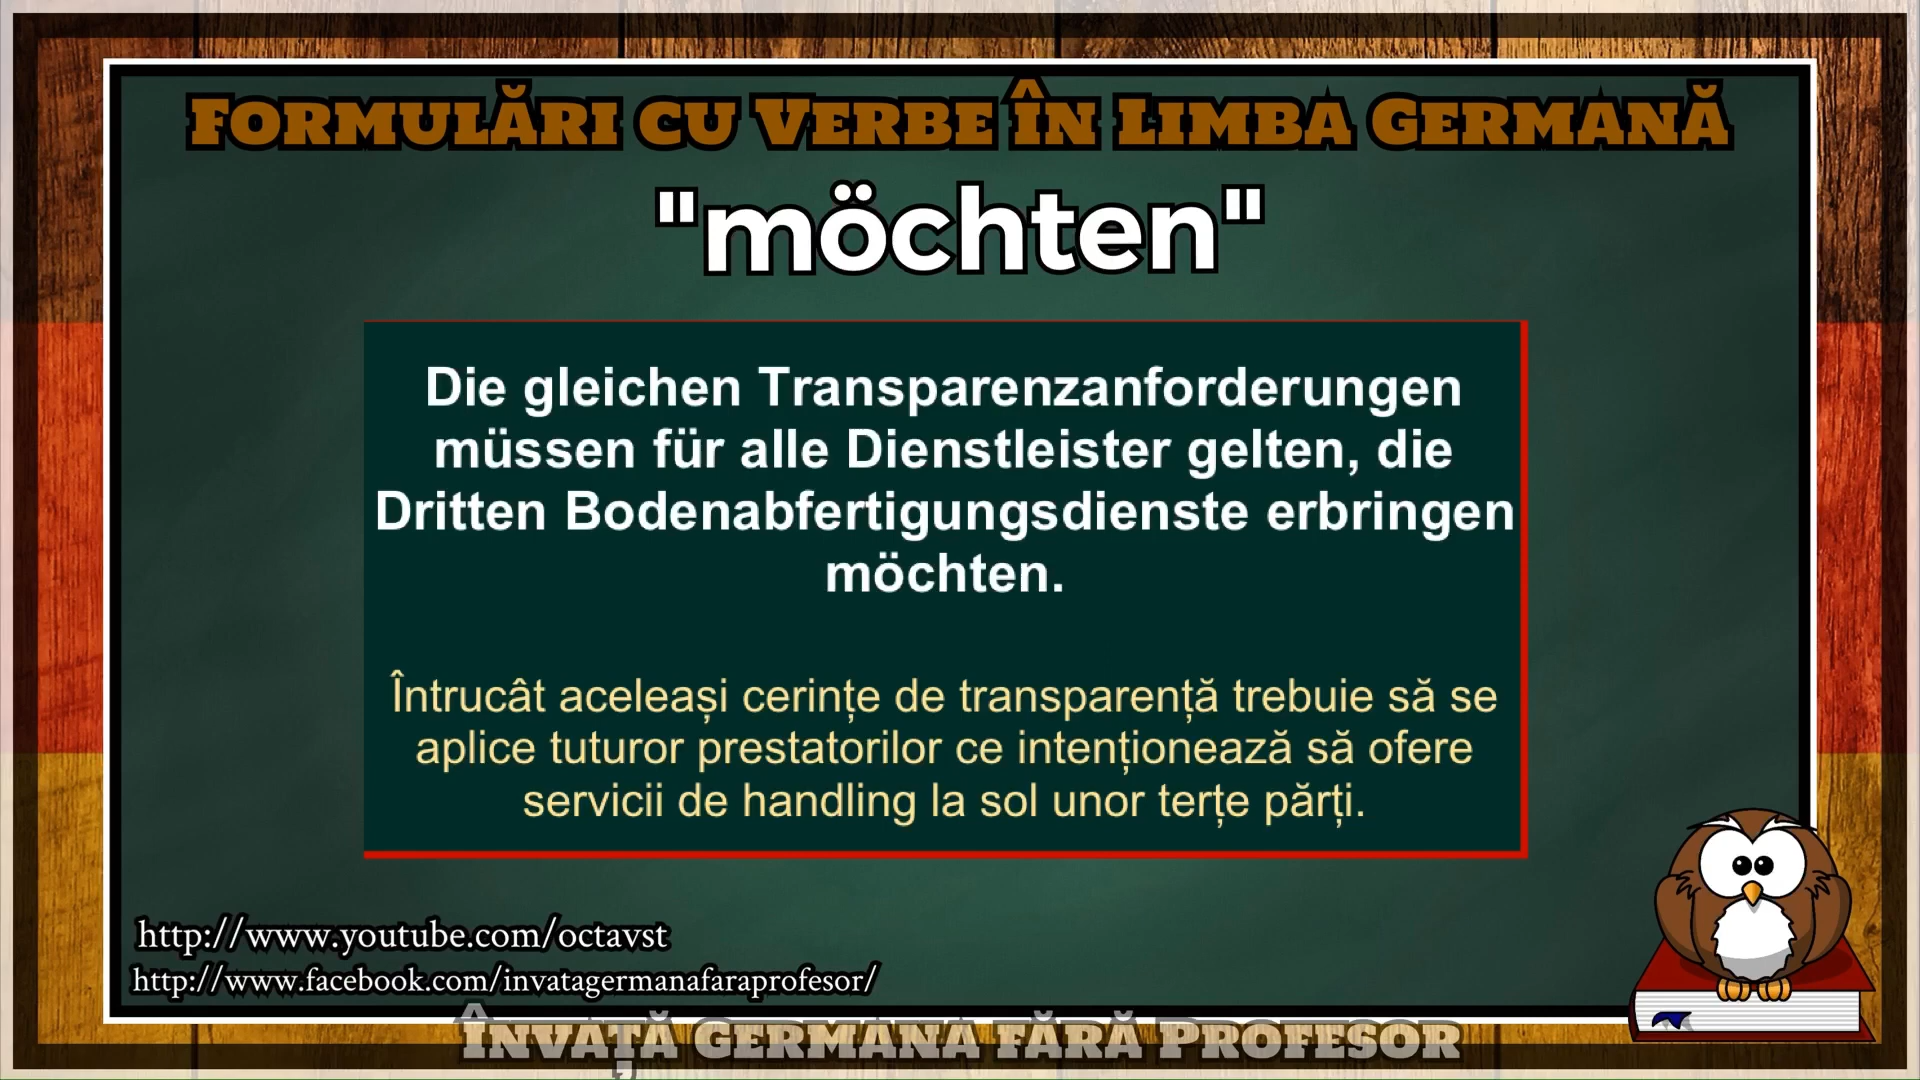 Formulări cu Verbe în Limba Germană
"möchten"
Die gleichen Transparenzanforderungen
müssen für alle Dienstleister gelten, die
Dritten Bodenabfertigungsdienste erbringen
möchten.
Întrucât aceleași cerințe de transparență trebuie să se
aplice tuturor prestatorilor ce intenționează să ofere
servicii de handling la sol unor terțe părți.
http://www.youtube.com/octavst
http://www.facebook.com/invatagermanafaraprofesor/
Învață Germana fără Profesor